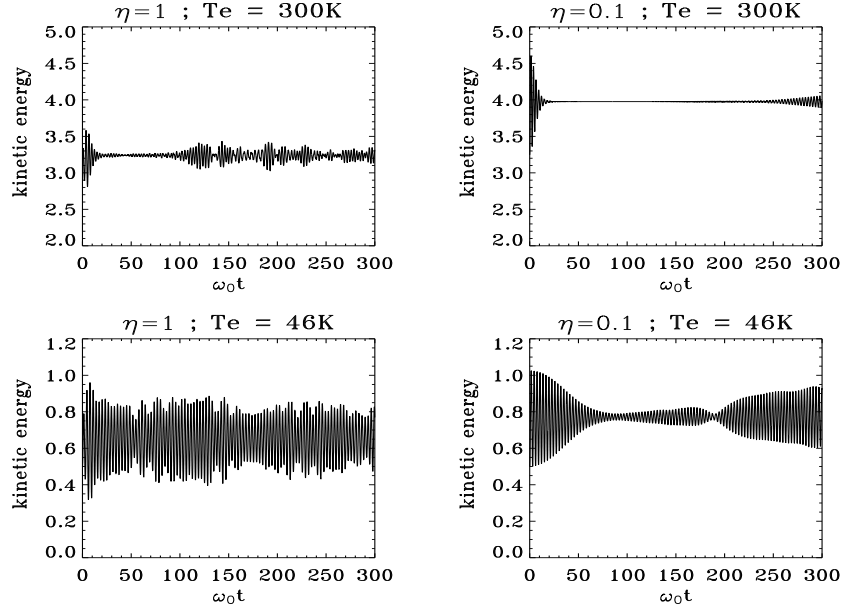 η=1 ; Te = 300K
kinetic energy
5.0
4.5
4.0
3.5
3.0
2.5
2.0
0 50 100 150 200 250 300
ω₀t
η=0.1 ; Te = 300K
kinetic energy
5.0
4.5
4.0
3.5
3.0
2.5
2.0
0 50 100 150 200 250 300
ω₀t
η=1 ; Te = 46K
kinetic energy
1.2
1.0
0.8
0.6
0.4
0.2
0.0
0 50 100 150 200 250 300
ω₀t
η=0.1 ; Te = 46K
kinetic energy
1.2
1.0
0.8
0.6
0.4
0.2
0.0
0 50 100 150 200 250 300
ω₀t